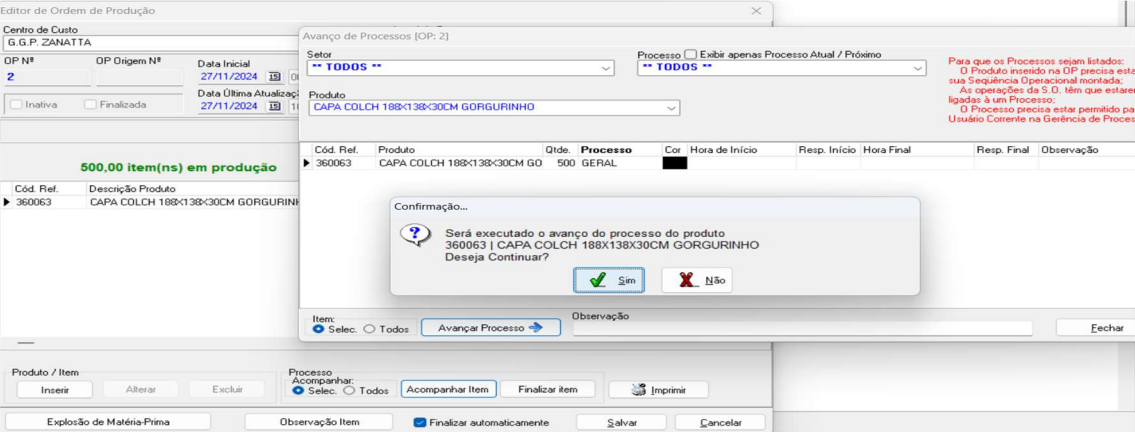 Editor de Ordem de Produção
Centro de Custo
G.G.P. ZANATTA
OP Nº
OP Origem Nº
Data Inicial
2
27/11/2024
15
Data Última Atualizaç
27/11/2024
15
Inativa
Finalizada
500,00 item(ns) em produção
Cód. Ref.
Descrição Produto
360063
CAPA COLCH 188X138X30CM GORGURINH
Avanço de Processos [OP: 2]
Setor
** TODOS **
Processo
Exibir apenas Processo Atual / Próximo
** TODOS **
Produto
CAPA COLCH 188X138X30CM GORGURINHO
Para que os Processos sejam listados:
O Produto inserido na OP precisa esta
sua Seqüência Operacional montada;
As operações da S.O. têm que estare
ligadas à um Processo;
O Processo precisa estar permitido pa
Usuário Corrente na Gerência de Proces
Cód. Ref. Produto Qtde. Processo Cor Hora de Início Resp. Início Hora Final Resp. Final Observação
360063 CAPA COLCH 188X138X30CM GO 500 GERAL
Confirmação...
Será executado o avanço do processo do produto
360063 | CAPA COLCH 188X138X30CM GORGURINHO
Deseja Continuar?
Sim
Não
Item:
Selec.
Todos
Avançar Processo
Observação
Fechar
Produto / Item
Inserir
Alterar
Excluir
Processo
Acompanhar:
Selec.
Todos
Acompanhar Item
Finalizar item
Imprimir
Explosão de Matéria-Prima
Observação Item
Finalizar automaticamente
Salvar
Cancelar